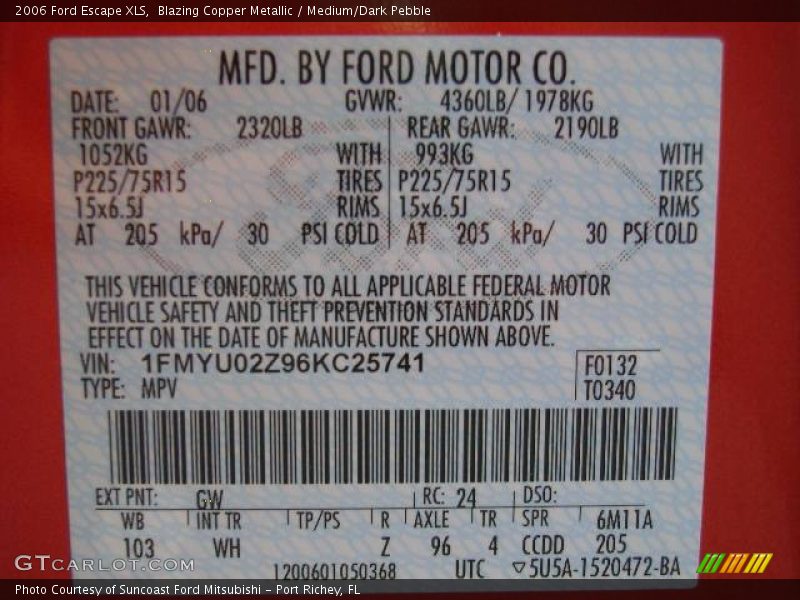 2006 Ford Escape XLS,  Blazing Copper Metallic / Medium/Dark Pebble
MFD. BY FORD MOTOR CO.
DATE: 01/06 GVWR: 4360LB/ 1978KG
FRONT GAWR: 2320LB REAR GAWR: 2190LB
1052KG WITH 993KG WITH
P225/75R15 TIRES P225/75R15 TIRES
15x6.5J RIMS 15x6.5J RIMS
AT 205 kPa/ 30 PSI COLD AT 205 kPa/ 30 PSI COLD
THIS VEHICLE CONFORMS TO ALL APPLICABLE FEDERAL MOTOR
VEHICLE SAFETY AND THEFT PREVENTION STANDARDS IN
EFFECT ON THE DATE OF MANUFACTURE SHOWN ABOVE.
VIN: 1FMYU02Z96KC25741 F0132
TYPE: MPV T0340
EXT PNT: GW RC: 24 DSO:
WB INT TR TP/PS R AXLE TR SPR 6M11A
103 WH Z 96 4 CCDD 205
1200601050368 UTC ▽5U5A-1520472-BA
GTCARLOT.COM
Photo Courtesy of Suncoast Ford Mitsubishi - Port Richey, FL